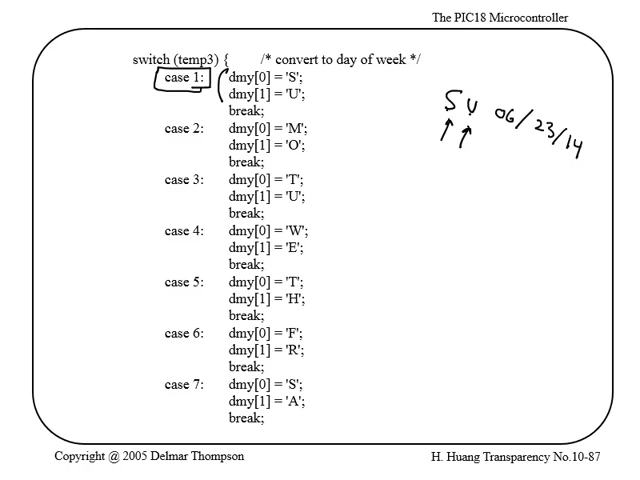 The PIC18 Microcontroller
switch (temp3) { /* convert to day of week */
case 1: dmy[0] = 'S';
dmy[1] = 'U';
break;
SU 06/23/14
case 2: dmy[0] = 'M';
dmy[1] = 'O';
break;
case 3: dmy[0] = 'T';
dmy[1] = 'U';
break;
case 4: dmy[0] = 'W';
dmy[1] = 'E';
break;
case 5: dmy[0] = 'T';
dmy[1] = 'H';
break;
case 6: dmy[0] = 'F';
dmy[1] = 'R';
break;
case 7: dmy[0] = 'S';
dmy[1] = 'A';
break;
Copyright @ 2005 Delmar Thompson
H. Huang Transparency No.10-87